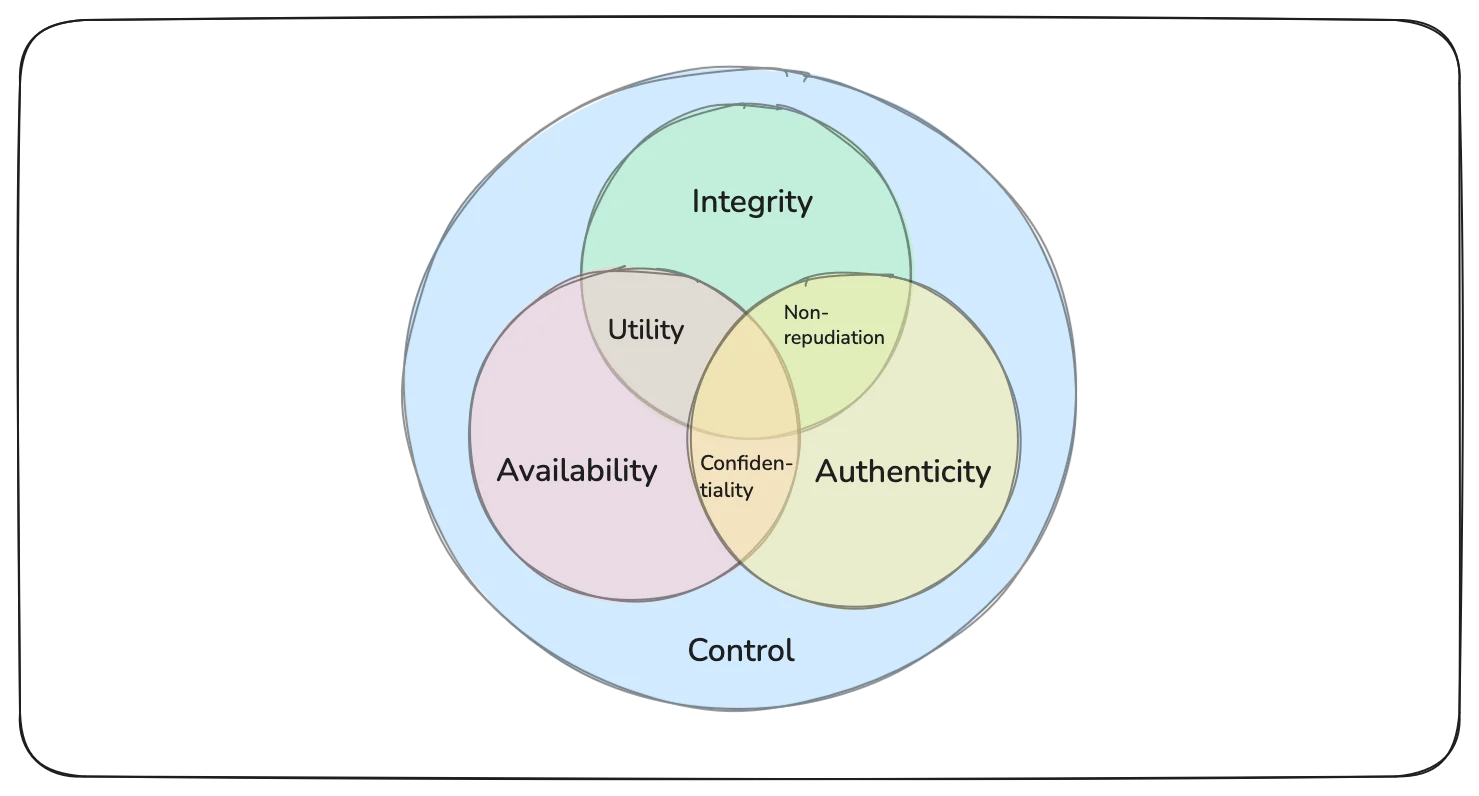 Integrity
Utility
Non-
repudiation
Availability
Confiden-
tiality
Authenticity
Control